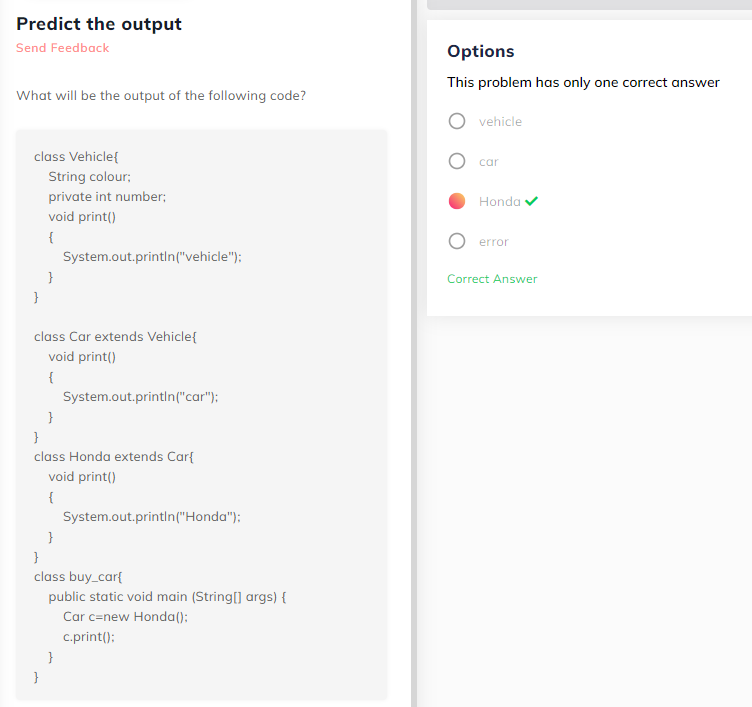 Predict the output
Send Feedback
What will be the output of the following code?
class Vehicle{
    String colour;
    private int number;
    void print()
    {
        System.out.println("vehicle");
    }
}

class Car extends Vehicle{
    void print()
    {
        System.out.println("car");
    }
}
class Honda extends Car{
    void print()
    {
        System.out.println("Honda");
    }
}
class buy_car{
    public static void main (String[] args) {
        Car c=new Honda();
        c.print();
    }
}
Options
This problem has only one correct answer
vehicle
car
Honda
error
Correct Answer